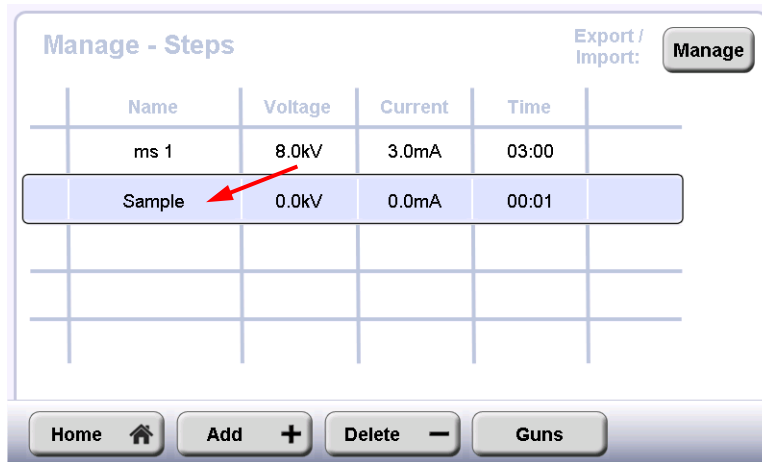 Manage - Steps
Export /
Import:
Manage
Name Voltage Current Time
ms 1 8.0kV 3.0mA 03:00
Sample 0.0kV 0.0mA 00:01
Home Add Delete Guns